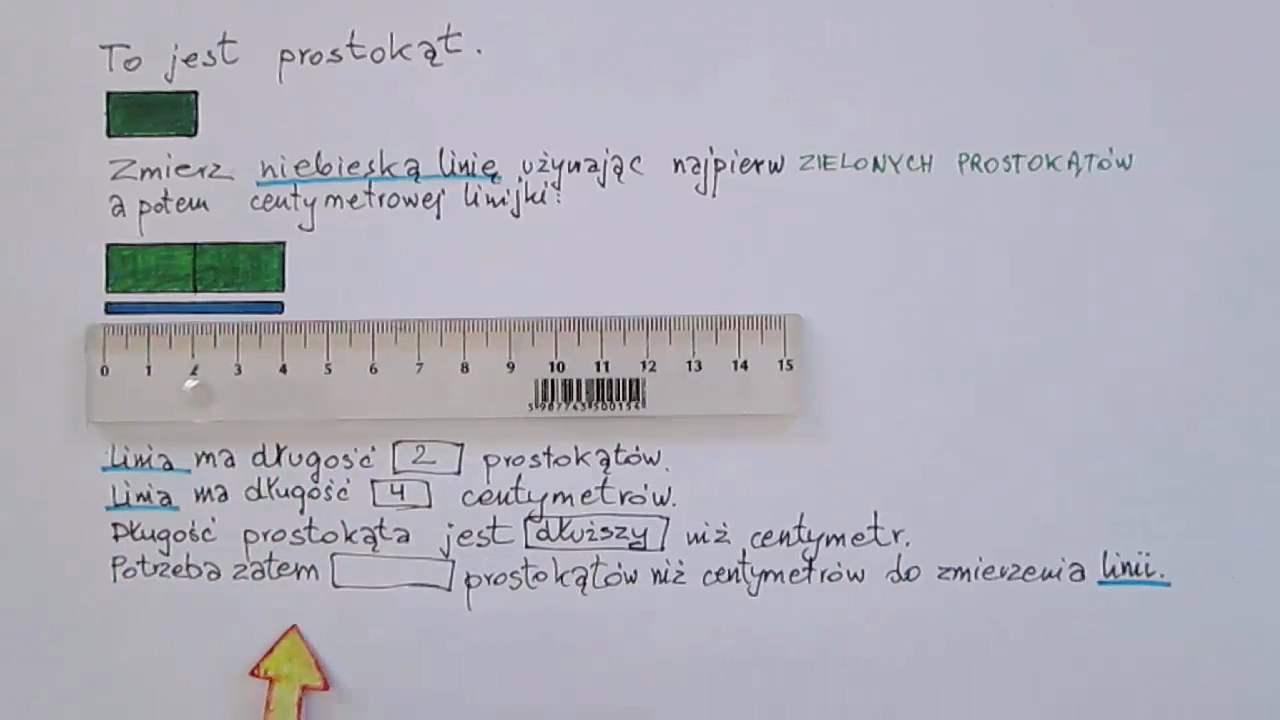 To jest prostokąt.
Zmierz niebieską linię używając najpierw ZIELONYCH PROSTOKĄTÓW
a potem centymetrowej linijki:
0 1 2 3 4 5 6 7 8 9 10 11 12 13 14 15
5907743500154
Linia ma długość 2 prostokątów.
Linia ma długość 4 centymetrów.
Długość prostokąta jest dłuższy niż centymetr.
Potrzeba zatem prostokątów niż centymetrów do zmierzenia linii.